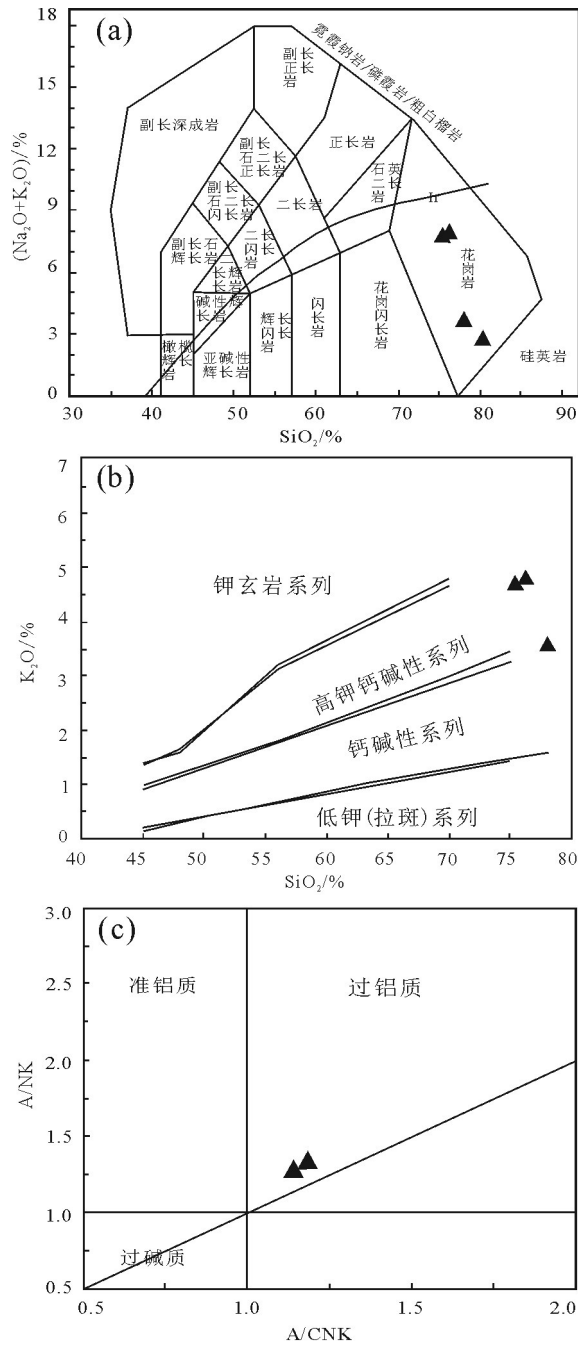 (a)
18
15
12
9
6
3
0
(Na₂O+K₂O)/%
霓霞钠岩/磷霞岩/粗白榴岩
副长
正长
岩
副长深成岩
副长
石二长
正长岩
正长岩
石英
二长
岩
副长
石二长
闪长岩
二长岩
h
副长石
辉长岩
二长
闪
岩
二
长辉
长岩
花
岗
岩
碱性辉
长岩
辉长
闪长
岩
闪
长
岩
花
岗
闪长
岩
橄榄
辉长
岩
亚碱性
辉长岩
硅英岩
30 40 50 60 70 80 90
SiO₂/%
(b)
7
6
5
4
3
2
1
0
K₂O/%
钾玄岩系列
高钾钙碱性系列
钙碱性系列
低钾(拉斑)系列
40 45 50 55 60 65 70 75 80
SiO₂/%
(c)
3.0
2.5
2.0
1.5
1.0
0.5
A/NK
准铝质
过铝质
过碱质
0.5 1.0 1.5 2.0
A/CNK